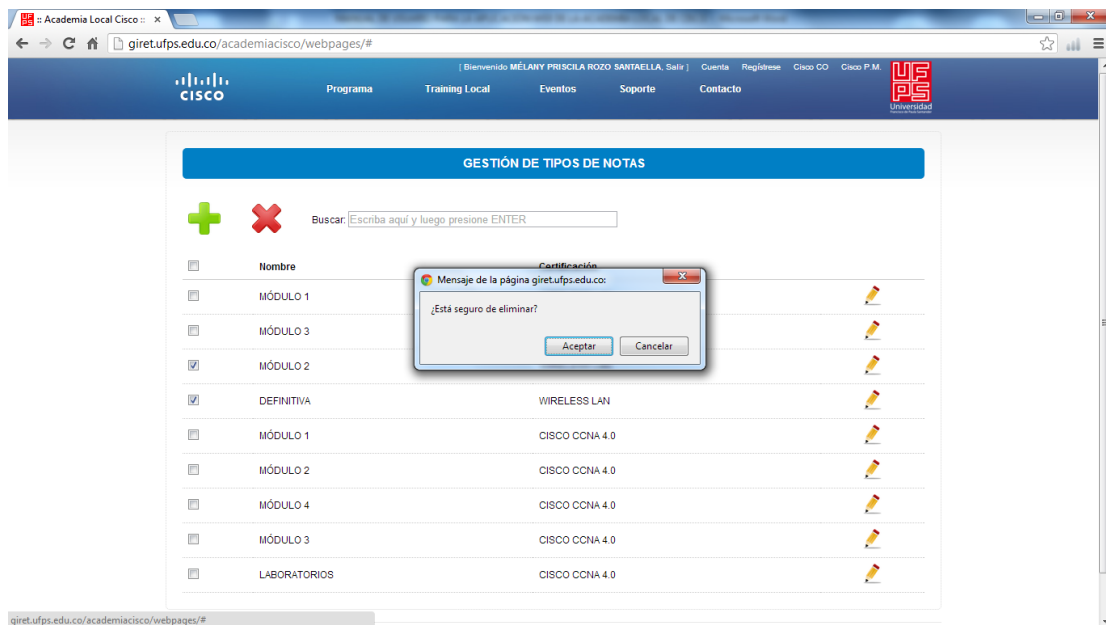 :: Academia Local Cisco ::
giret.ufps.edu.co/academiacisco/webpages/#
[ Bienvenido MÉLANY PRISCILA ROZO SANTAELLA, Salir ] Cuenta Regístrese Cisco CO Cisco P.M.
CISCO
Programa Training Local Eventos Soporte Contacto
UFPS
Universidad
GESTIÓN DE TIPOS DE NOTAS
Buscar: Escriba aquí y luego presione ENTER
Nombre Certificación
Mensaje de la página giret.ufps.edu.co:
¿Está seguro de eliminar?
Aceptar Cancelar
MÓDULO 1
MÓDULO 3
MÓDULO 2
DEFINITIVA WIRELESS LAN
MÓDULO 1 CISCO CCNA 4.0
MÓDULO 2 CISCO CCNA 4.0
MÓDULO 4 CISCO CCNA 4.0
MÓDULO 3 CISCO CCNA 4.0
LABORATORIOS CISCO CCNA 4.0
giret.ufps.edu.co/academiacisco/webpages/#